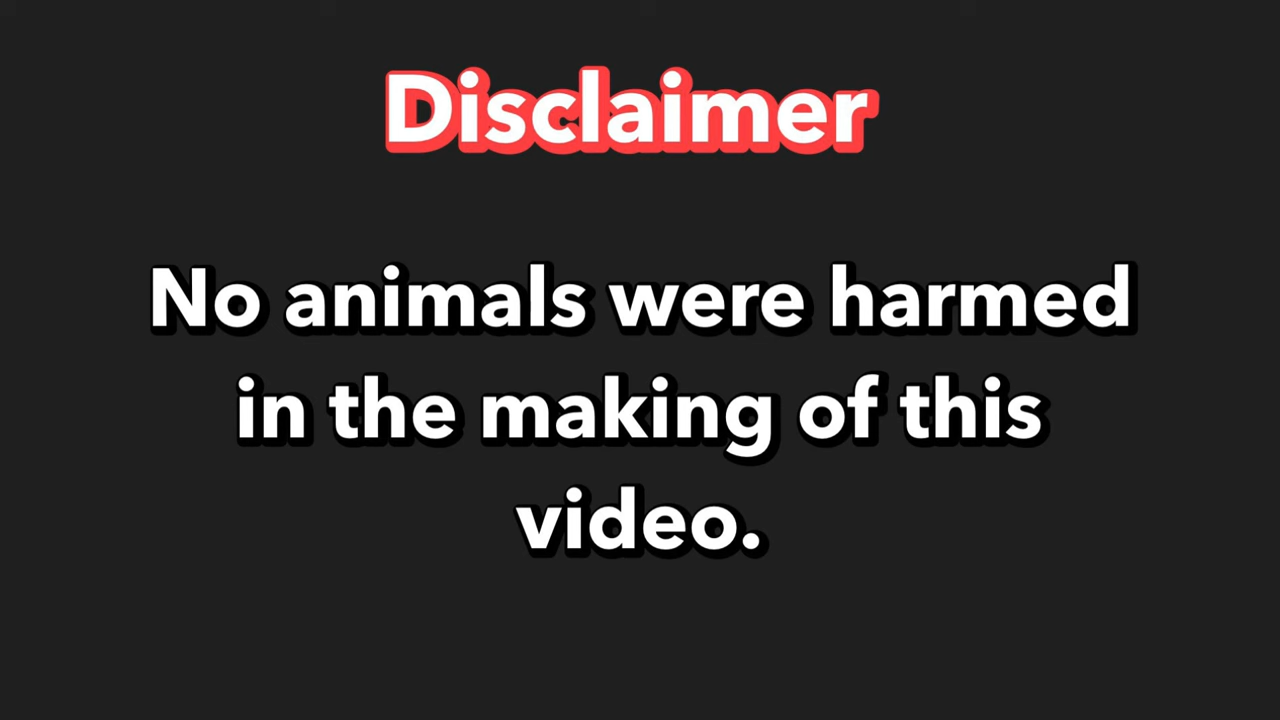 Disclaimer
No animals were harmed
in the making of this
video.